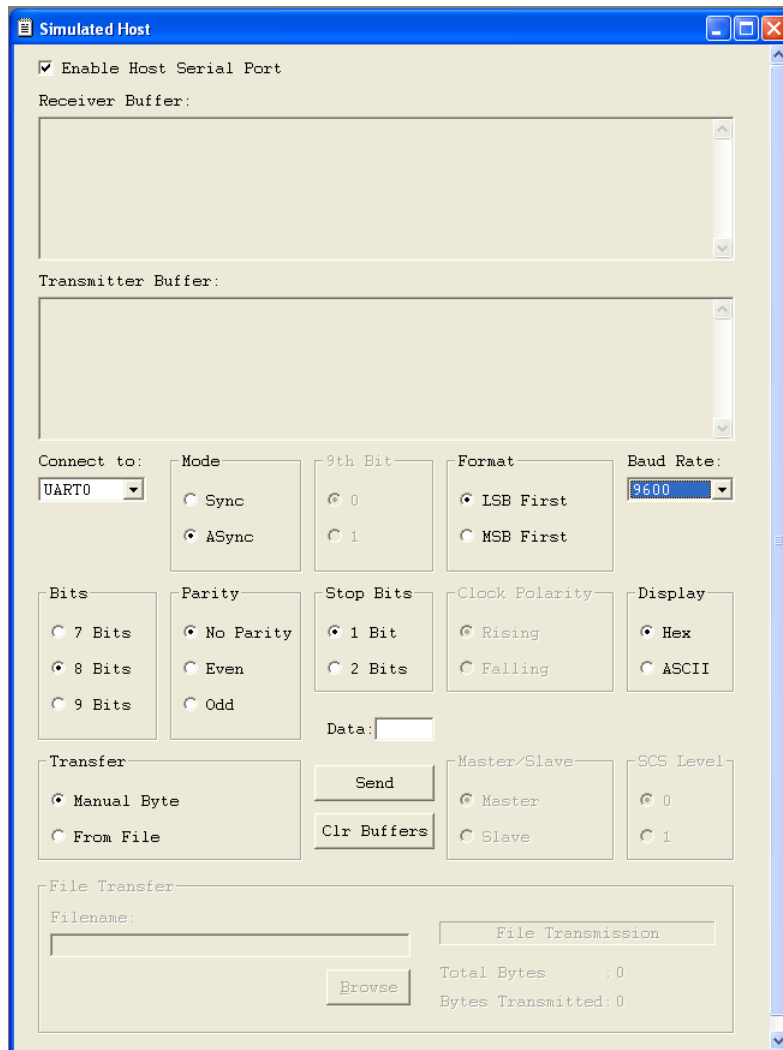 Simulated Host
Enable Host Serial Port
Receiver Buffer:
Transmitter Buffer:
Connect to:
UART0
Mode
Sync
ASync
9th Bit
0
1
Format
LSB First
MSB First
Baud Rate:
9600
Bits
7 Bits
8 Bits
9 Bits
Parity
No Parity
Even
Odd
Stop Bits
1 Bit
2 Bits
Clock Polarity
Rising
Falling
Display
Hex
ASCII
Data:
Transfer
Manual Byte
From File
Send
Clr Buffers
Master/Slave
Master
Slave
SCS Level
0
1
File Transfer
Filename:
Browse
File Transmission
Total Bytes :0
Bytes Transmitted:0